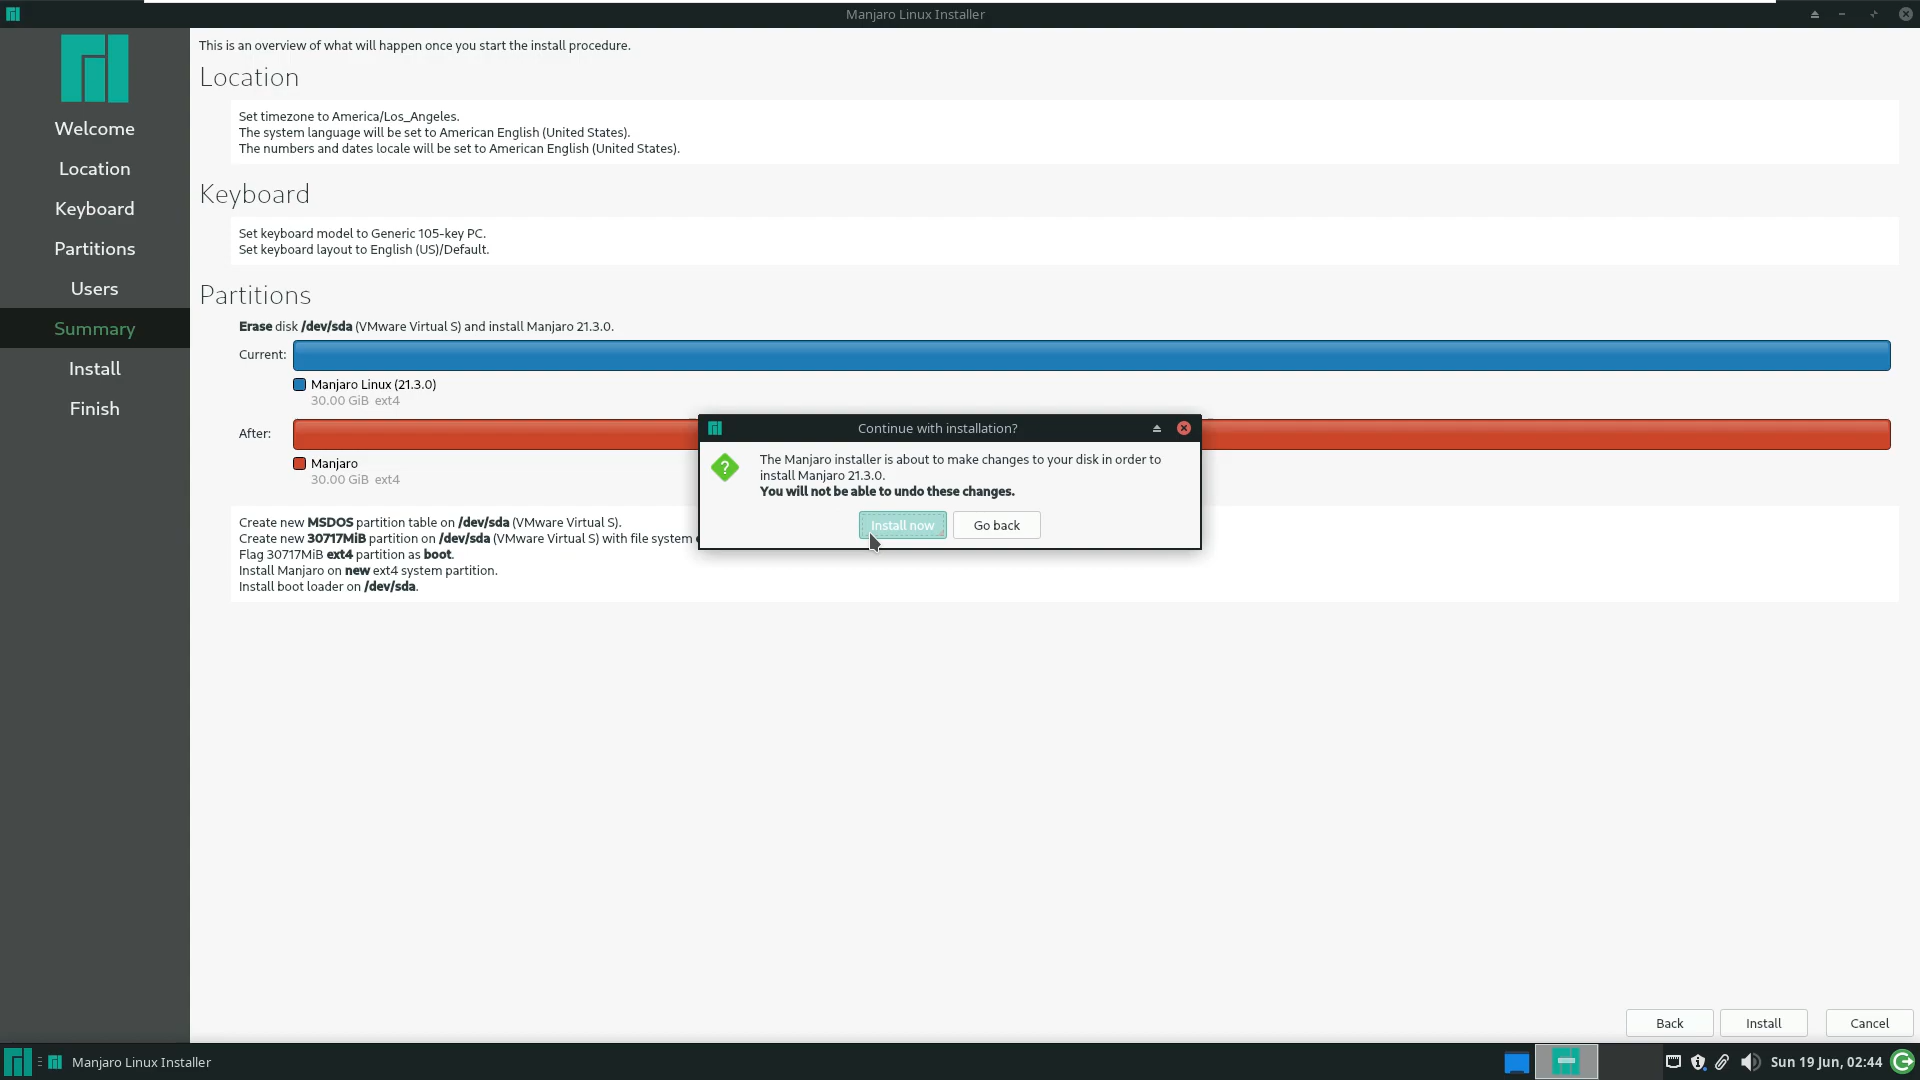 Manjaro Linux Installer
This is an overview of what will happen once you start the install procedure.
Welcome
Location
Keyboard
Partitions
Users
Summary
Install
Finish
Location
Set timezone to America/Los_Angeles.
The system language will be set to American English (United States).
The numbers and dates locale will be set to American English (United States).
Keyboard
Set keyboard model to Generic 105-key PC.
Set keyboard layout to English (US)/Default.
Partitions
Erase disk /dev/sda (VMware Virtual S) and install Manjaro 21.3.0.
Current:
Manjaro Linux (21.3.0)
30.00 GiB ext4
After:
Manjaro
30.00 GiB ext4
Create new MSDOS partition table on /dev/sda (VMware Virtual S).
Create new 30717MiB partition on /dev/sda (VMware Virtual S) with file system
Flag 30717MiB ext4 partition as boot.
Install Manjaro on new ext4 system partition.
Install boot loader on /dev/sda.
Continue with installation?
The Manjaro installer is about to make changes to your disk in order to
install Manjaro 21.3.0.
You will not be able to undo these changes.
Install now
Go back
Back
Install
Cancel
Manjaro Linux Installer
Sun 19 Jun, 02:44